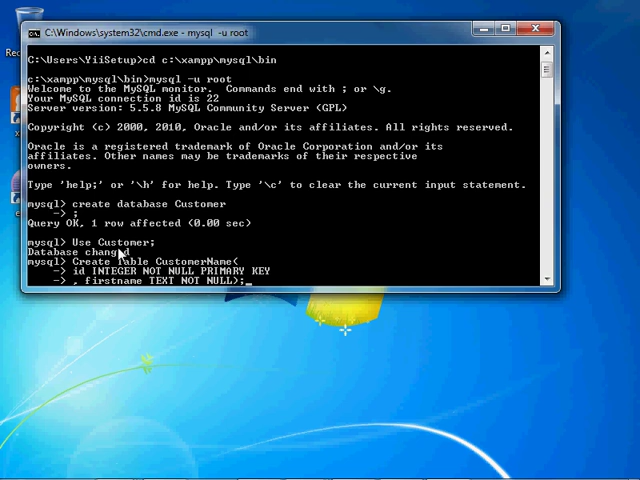 C:\Windows\system32\cmd.exe - mysql -u root
C:\Users\YiiSetup>cd c:\xampp\mysql\bin
c:\xampp\mysql\bin>mysql -u root
Welcome to the MySQL monitor.  Commands end with ; or \g.
Your MySQL connection id is 22
Server version: 5.5.8 MySQL Community Server (GPL)
Copyright (c) 2000, 2010, Oracle and/or its affiliates. All rights reserved.
Oracle is a registered trademark of Oracle Corporation and/or its
affiliates. Other names may be trademarks of their respective
owners.
Type 'help;' or '\h' for help. Type '\c' to clear the current input statement.
mysql> create database Customer
-> ;
Query OK, 1 row affected (0.00 sec)
mysql> Use Customer;
Database changed
mysql> Create Table CustomerName(
-> id INTEGER NOT NULL PRIMARY KEY
-> , firstname TEXT NOT NULL);